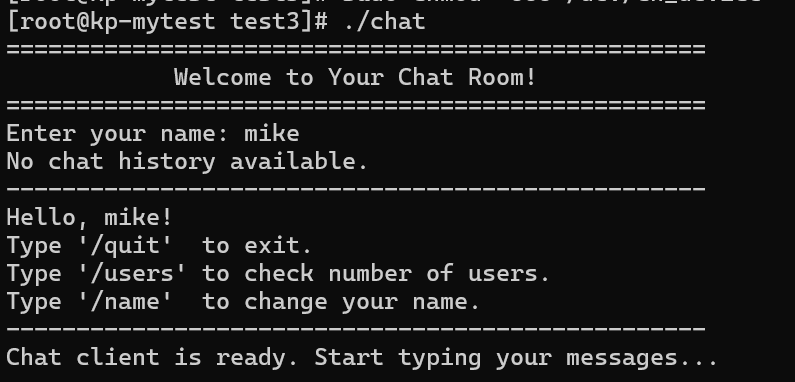 [root@kp-mytest test3]# ./chat
==================================================
Welcome to Your Chat Room!
==================================================
Enter your name: mike
No chat history available.
--------------------------------------------------
Hello, mike!
Type '/quit'  to exit.
Type '/users' to check number of users.
Type '/name'  to change your name.
--------------------------------------------------
Chat client is ready. Start typing your messages...